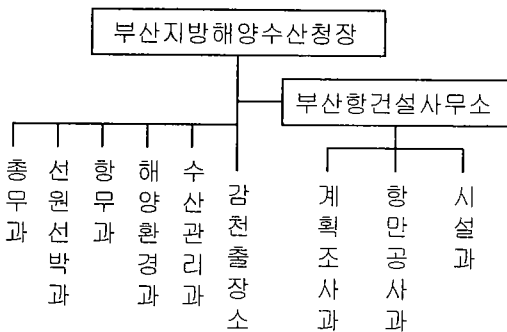 부산지방해양수산청장
부산항건설사무소
총무과
선원선박과
항무과
해양환경과
수산관리과
감천출장소
계획조사과
항만공사과
시설과